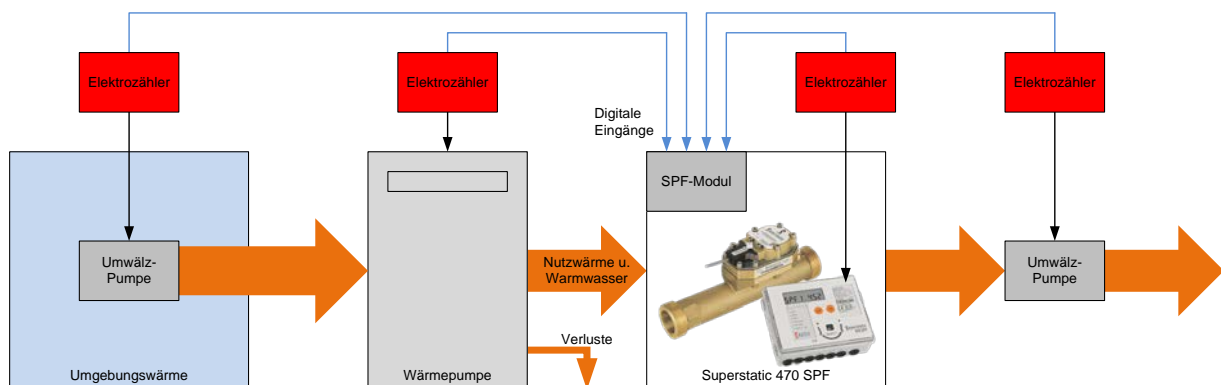 Elektrozähler
Elektrozähler
Elektrozähler
Elektrozähler
Digitale
Eingänge
SPF-Modul
Umwälz-
Pumpe
Nutzwärme u.
Warmwasser
Umwälz-
Pumpe
Verluste
Umgebungswärme
Wärmepumpe
Superstatic 470 SPF